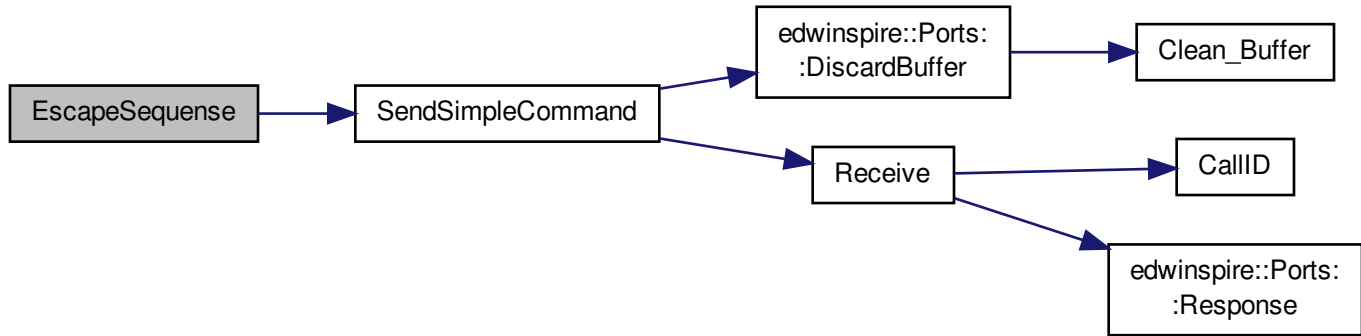 EscapeSequense
SendSimpleCommand
edwinspire::Ports:
:DiscardBuffer
Clean_Buffer
Receive
CallID
edwinspire::Ports:
:Response